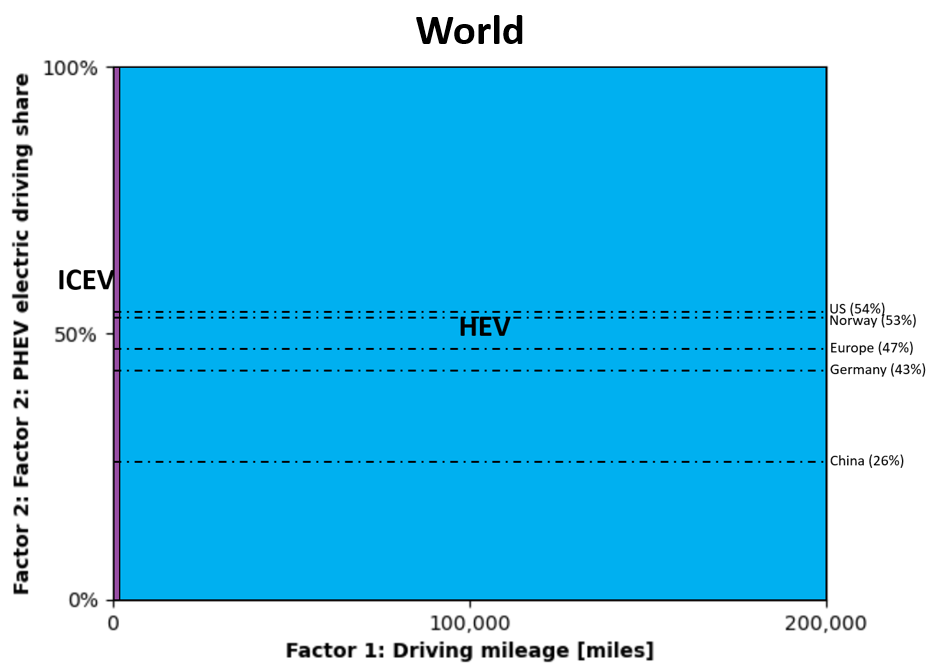 World
Factor 2: Factor 2: PHEV electric driving share
100%
ICEV
US (54%)
Norway (53%)
HEV
50%
Europe (47%)
Germany (43%)
China (26%)
0%
0
100,000
200,000
Factor 1: Driving mileage [miles]